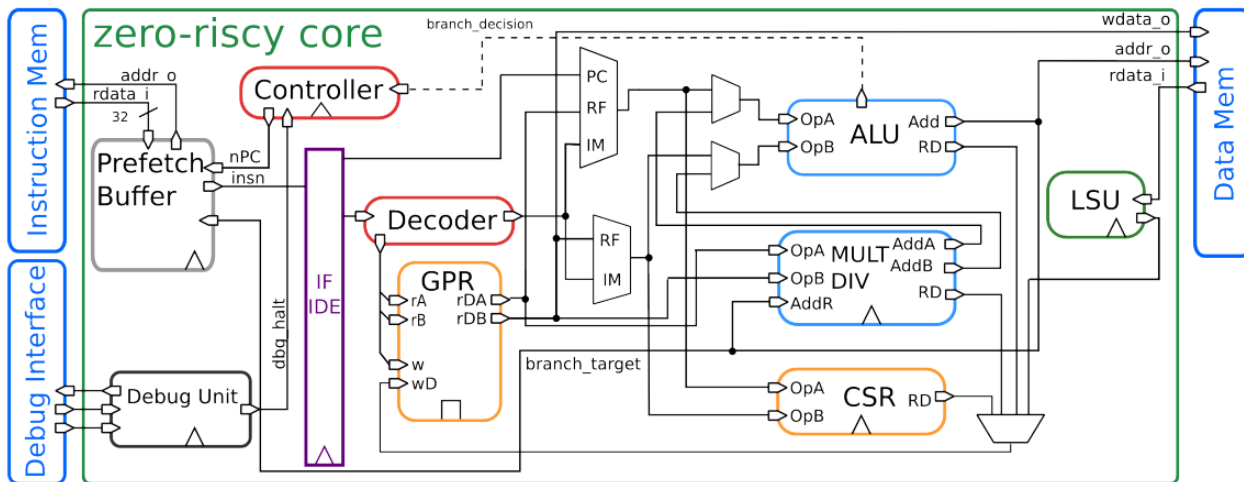 zero-riscy core
branch_decision
wdata_o
addr_o
rdata_i
Instruction Mem
addr_o
rdata_i
32
Controller
Prefetch
Buffer
nPC
insn
PC
RF
IM
OpA
OpB
ALU
Add
RD
Data Mem
LSU
Decoder
RF
IM
IF
IDE
GPR
rA
rB
w
wD
rDA
rDB
OpA
OpB
AddR
MULT
DIV
AddA
AddB
RD
dbg_halt
branch_target
Debug Interface
Debug Unit
OpA
OpB
CSR
RD